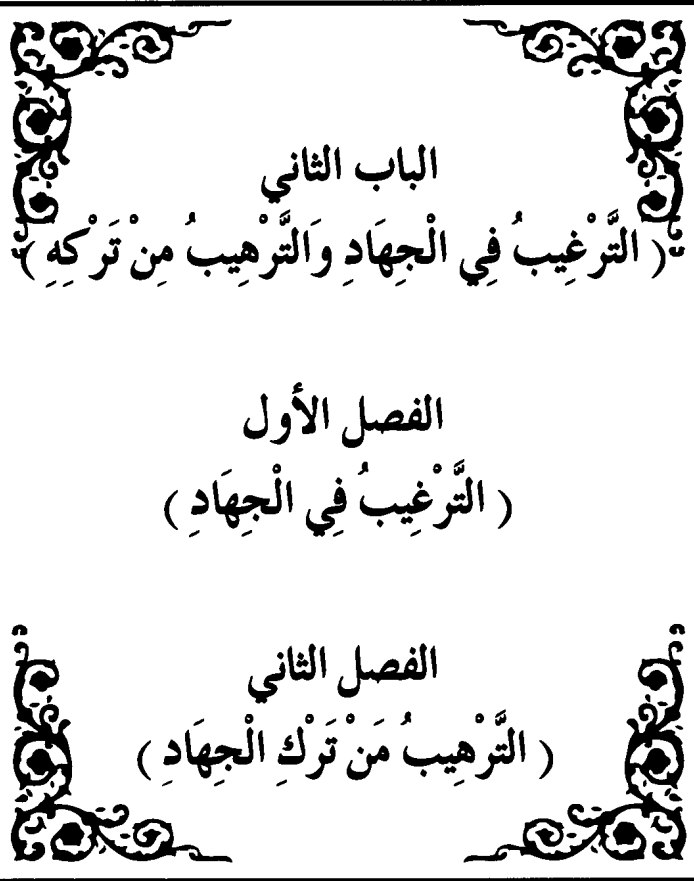 الباب الثاني
( التَّرْغِيبُ فِي الْجِهَادِ وَالتَّرْهِيبُ مِنْ تَرْكِهِ )
الفصل الأول
( التَّرْغِيبُ فِي الْجِهَادِ )
الفصل الثاني
( التَّرْهِيبُ مَنْ تَرْكِ الْجِهَادِ )